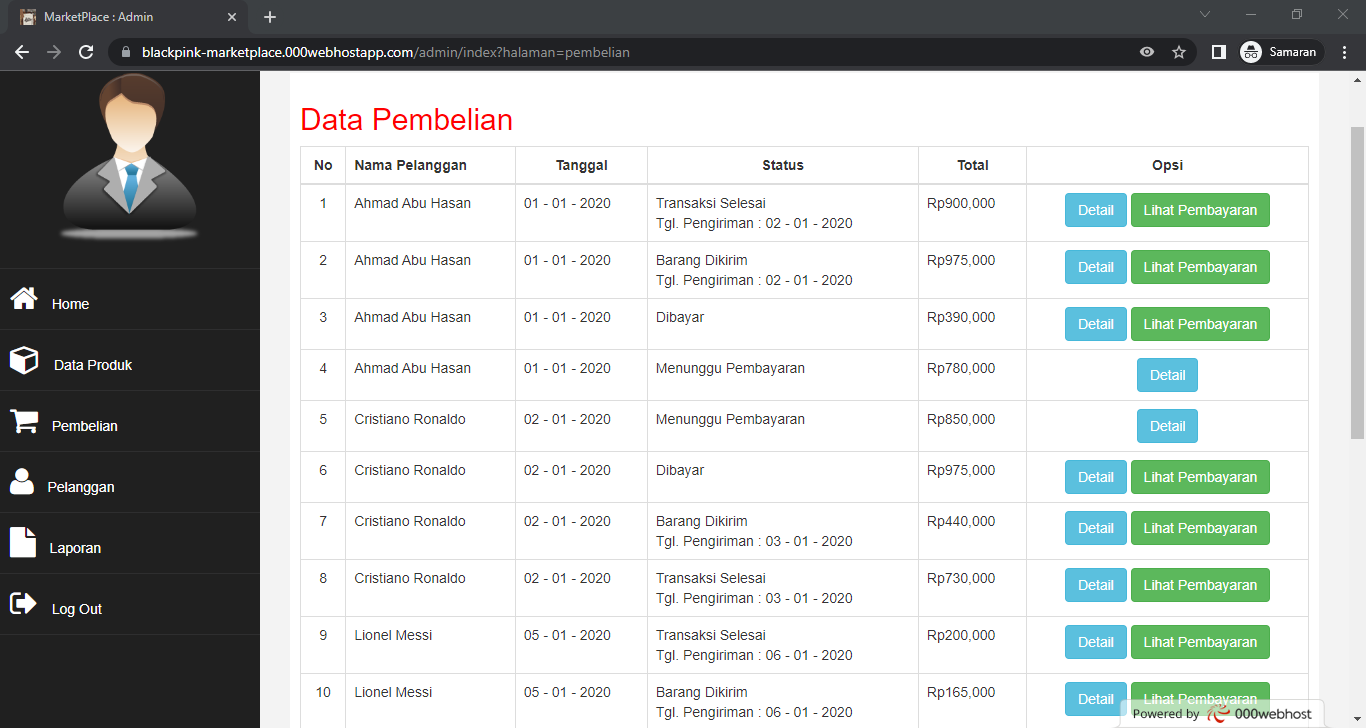 MarketPlace : Admin
blackpink-marketplace.000webhostapp.com/admin/index?halaman=pembelian
Samaran
Home
Data Produk
Pembelian
Pelanggan
Laporan
Log Out
Data Pembelian
No Nama Pelanggan Tanggal Status Total Opsi
1 Ahmad Abu Hasan 01 - 01 - 2020 Transaksi Selesai Rp900,000 Detail Lihat Pembayaran
Tgl. Pengiriman : 02 - 01 - 2020
2 Ahmad Abu Hasan 01 - 01 - 2020 Barang Dikirim Rp975,000 Detail Lihat Pembayaran
Tgl. Pengiriman : 02 - 01 - 2020
3 Ahmad Abu Hasan 01 - 01 - 2020 Dibayar Rp390,000 Detail Lihat Pembayaran
4 Ahmad Abu Hasan 01 - 01 - 2020 Menunggu Pembayaran Rp780,000 Detail
5 Cristiano Ronaldo 02 - 01 - 2020 Menunggu Pembayaran Rp850,000 Detail
6 Cristiano Ronaldo 02 - 01 - 2020 Dibayar Rp975,000 Detail Lihat Pembayaran
7 Cristiano Ronaldo 02 - 01 - 2020 Barang Dikirim Rp440,000 Detail Lihat Pembayaran
Tgl. Pengiriman : 03 - 01 - 2020
8 Cristiano Ronaldo 02 - 01 - 2020 Transaksi Selesai Rp730,000 Detail Lihat Pembayaran
Tgl. Pengiriman : 03 - 01 - 2020
9 Lionel Messi 05 - 01 - 2020 Transaksi Selesai Rp200,000 Detail Lihat Pembayaran
Tgl. Pengiriman : 06 - 01 - 2020
10 Lionel Messi 05 - 01 - 2020 Barang Dikirim Rp165,000 Detail Lihat Pembayaran
Tgl. Pengiriman : 06 - 01 - 2020
Powered by 000webhost